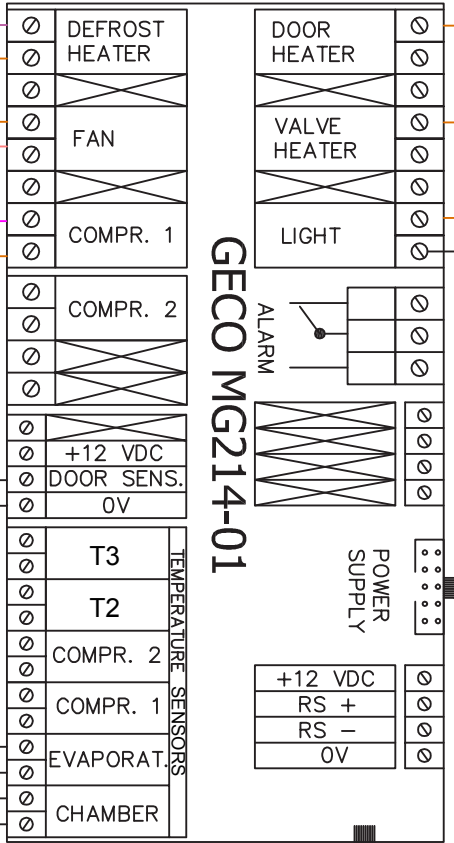 DEFROST
HEATER
FAN
COMPR. 1
COMPR. 2
+12 VDC
DOOR SENS.
0V
T3
T2
COMPR. 2
COMPR. 1
EVAPORAT.
CHAMBER
TEMPERATURE SENSORS
GECO MG214-01
DOOR
HEATER
VALVE
HEATER
LIGHT
ALARM
POWER
SUPPLY
+12 VDC
RS +
RS -
0V